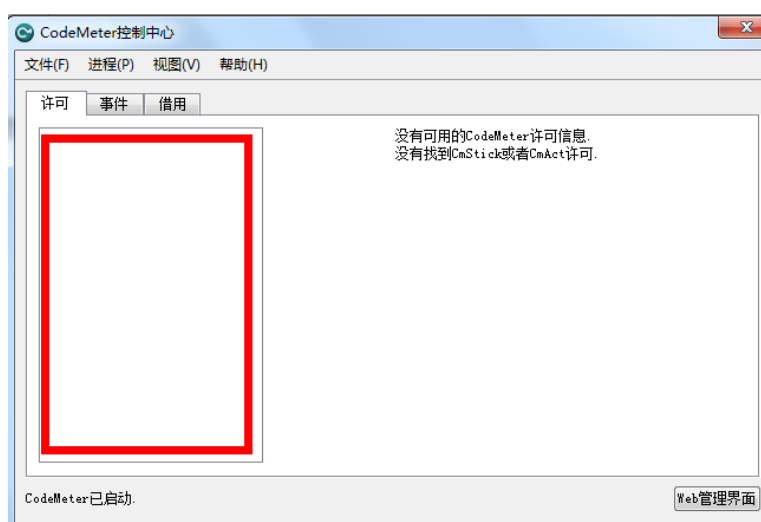 CodeMeter控制中心
文件(F) 进程(P) 视图(V) 帮助(H)
许可 事件 借用
没有可用的CodeMeter许可信息.
没有找到CmStick或者CmAct许可.
CodeMeter已启动.
Web管理界面